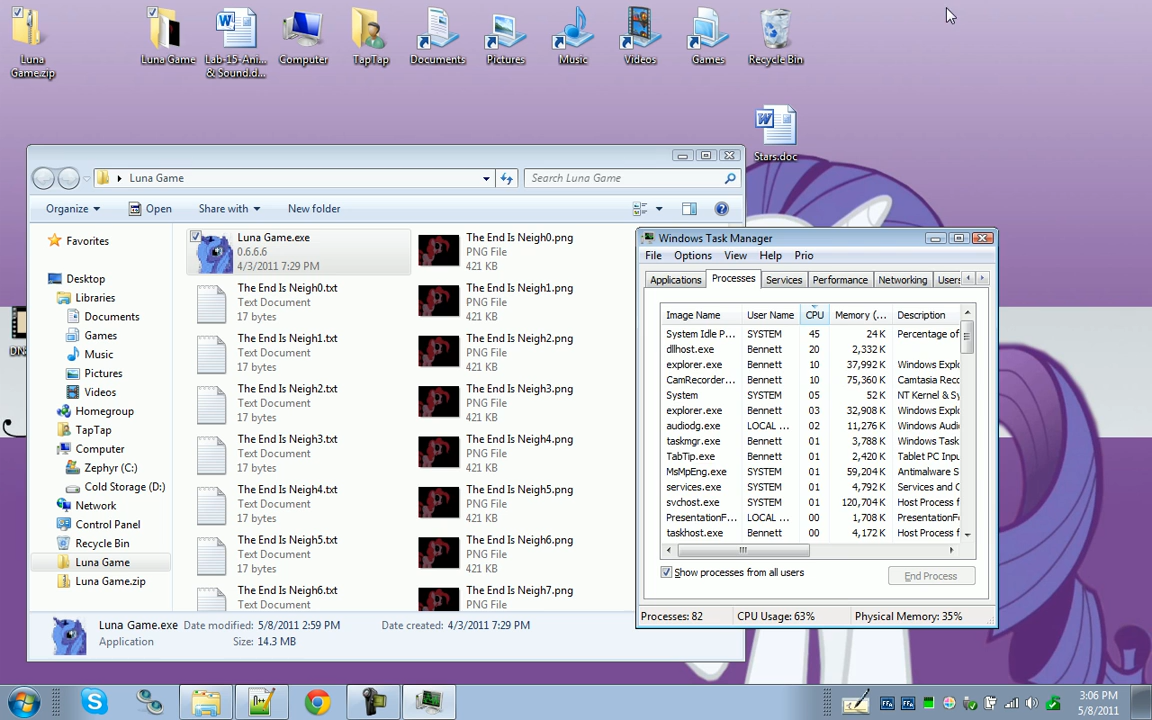 Luna
Game.zip
Luna Game
Lab-15-Ani...
& Sound.d...
Computer
TapTap
Documents
Pictures
Music
Videos
Games
Recycle Bin
Stars.doc
Luna Game
Search Luna Game
Organize
Open
Share with
New folder
Favorites
Desktop
Libraries
Documents
Games
Music
Pictures
Videos
Homegroup
TapTap
Computer
Zephyr (C:)
Cold Storage (D:)
Network
Control Panel
Recycle Bin
Luna Game
Luna Game.zip
Luna Game.exe
0.6.6.6
4/3/2011 7:29 PM
The End Is Neigh0.txt
Text Document
17 bytes
The End Is Neigh1.txt
Text Document
17 bytes
The End Is Neigh2.txt
Text Document
17 bytes
The End Is Neigh3.txt
Text Document
17 bytes
The End Is Neigh4.txt
Text Document
17 bytes
The End Is Neigh5.txt
Text Document
17 bytes
The End Is Neigh6.txt
Text Document
The End Is Neigh0.png
PNG File
421 KB
The End Is Neigh1.png
PNG File
421 KB
The End Is Neigh2.png
PNG File
421 KB
The End Is Neigh3.png
PNG File
421 KB
The End Is Neigh4.png
PNG File
421 KB
The End Is Neigh5.png
PNG File
421 KB
The End Is Neigh6.png
PNG File
421 KB
The End Is Neigh7.png
PNG File
Luna Game.exe Date modified: 5/8/2011 2:59 PM Date created: 4/3/2011 7:29 PM
Application Size: 14.3 MB
Windows Task Manager
File Options View Help Prio
Applications Processes Services Performance Networking Users
Image Name User Name CPU Memory (... Description
System Idle P... SYSTEM 45 24 K Percentage of
dllhost.exe Bennett 20 2,332 K
explorer.exe Bennett 10 37,992 K Windows Explo
CamRecorder... Bennett 10 75,360 K Camtasia Reco
System SYSTEM 05 52 K NT Kernel & Sy
explorer.exe Bennett 03 32,908 K Windows Explo
audiodg.exe LOCAL ... 02 11,276 K Windows Audi
taskmgr.exe Bennett 01 3,788 K Windows Task
TabTip.exe Bennett 01 2,420 K Tablet PC Inpu
MsMpEng.exe SYSTEM 01 59,204 K Antimalware S
services.exe SYSTEM 01 4,792 K Services and C
svchost.exe SYSTEM 01 120,704 K Host Process f
PresentationF... LOCAL ... 00 1,708 K PresentationF
taskhost.exe Bennett 00 4,172 K Host Process f
Show processes from all users
End Process
Processes: 82 CPU Usage: 63% Physical Memory: 35%
3:06 PM
5/8/2011